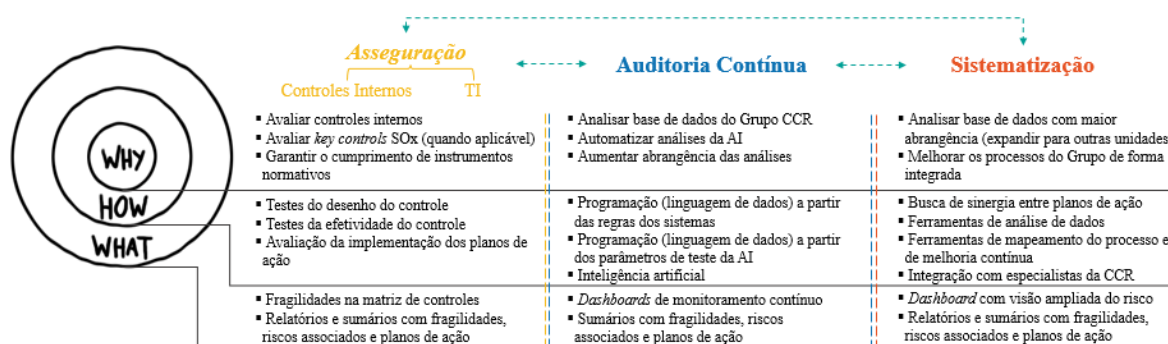 Asseguração
Controles Internos
TI
Auditoria Contínua
Sistematização
WHY
▪ Avaliar controles internos
▪ Avaliar key controls SOx (quando aplicável)
▪ Garantir o cumprimento de instrumentos
normativos
▪ Analisar base de dados do Grupo CCR
▪ Automatizar análises da AI
▪ Aumentar abrangência das análises
▪ Analisar base de dados com maior
abrangência (expandir para outras unidades
▪ Melhorar os processos do Grupo de forma
integrada
HOW
▪ Testes do desenho do controle
▪ Testes da efetividade do controle
▪ Avaliação da implementação dos planos de
ação
▪ Programação (linguagem de dados) a partir
das regras dos sistemas
▪ Programação (linguagem de dados) a partir
dos parâmetros de teste da AI
▪ Inteligência artificial
▪ Busca de sinergia entre planos de ação
▪ Ferramentas de análise de dados
▪ Ferramentas de mapeamento do processo e
de melhoria contínua
▪ Integração com especialistas da CCR
WHAT
▪ Fragilidades na matriz de controles
▪ Relatórios e sumários com fragilidades,
riscos associados e planos de ação
▪ Dashboards de monitoramento contínuo
▪ Sumários com fragilidades, riscos
associados e planos de ação
▪ Dashboard com visão ampliada do risco
▪ Relatórios e sumários com fragilidades,
riscos associados e planos de ação